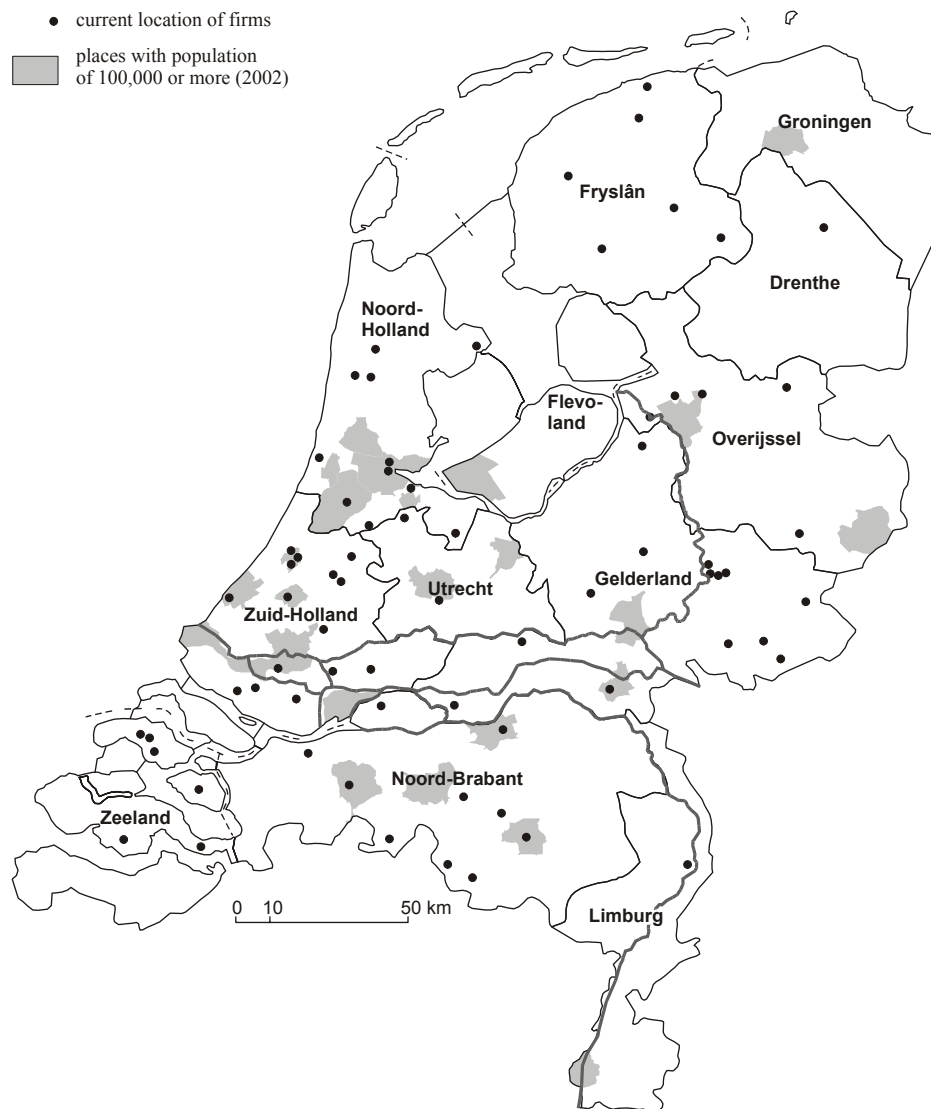 current location of firms
places with population
of 100,000 or more (2002)
Groningen
Fryslân
Drenthe
Noord-
Holland
Flevo-
land
Overijssel
Utrecht
Gelderland
Zuid-Holland
Noord-Brabant
Zeeland
0 10 50 km
Limburg